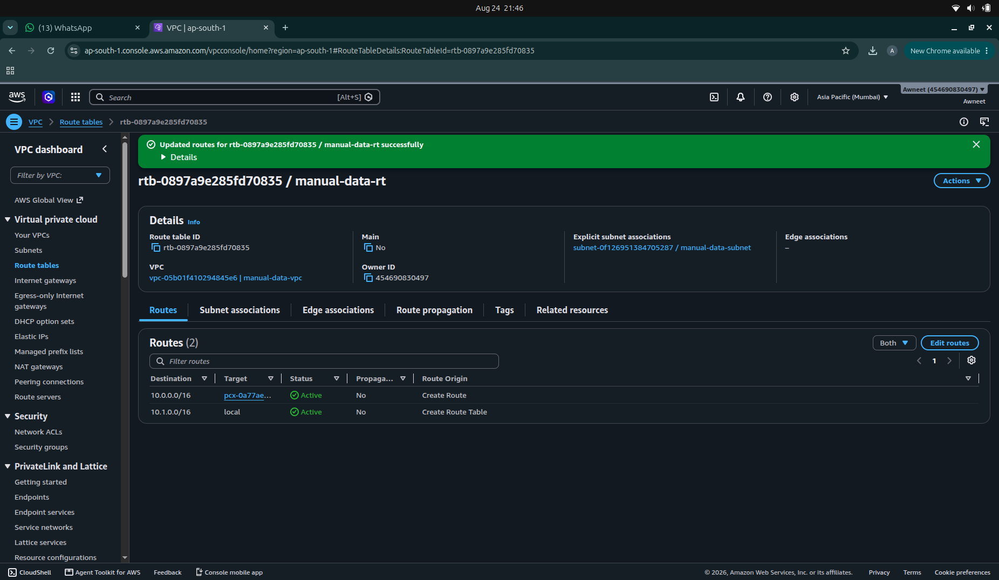 Aug 24 21:46
(13) WhatsApp
VPC | ap-south-1
ap-south-1.console.aws.amazon.com/vpcconsole/home?region=ap-south-1#RouteTableDetails:RouteTableId=rtb-0897a9e285fd70835
A
New Chrome available
aws
Search [Alt+S]
Asia Pacific (Mumbai)
Awneet (454690830497)
Awneet
VPC
Route tables
rtb-0897a9e285fd70835
VPC dashboard
Filter by VPC:
AWS Global View
Virtual private cloud
Your VPCs
Subnets
Route tables
Internet gateways
Egress-only Internet
gateways
DHCP option sets
Elastic IPs
Managed prefix lists
NAT gateways
Peering connections
Route servers
Security
Network ACLs
Security groups
PrivateLink and Lattice
Getting started
Endpoints
Endpoint services
Service networks
Lattice services
Resource configurations
Updated routes for rtb-0897a9e285fd70835 / manual-data-rt successfully
Details
rtb-0897a9e285fd70835 / manual-data-rt
Actions
Details Info
Route table ID
rtb-0897a9e285fd70835
VPC
vpc-05b01f410294845e6 | manual-data-vpc
Main
No
Owner ID
454690830497
Explicit subnet associations
subnet-0f126951384705287 / manual-data-subnet
Edge associations
–
Routes
Subnet associations
Edge associations
Route propagation
Tags
Related resources
Routes (2)
Both
Edit routes
Filter routes
1
Destination Target Status Propaga... Route Origin
10.0.0.0/16 pcx-0a77ae... Active No Create Route
10.1.0.0/16 local Active No Create Route Table
CloudShell
Agent Toolkit for AWS
Feedback
Console mobile app
© 2026, Amazon Web Services, Inc. or its affiliates.
Privacy
Terms
Cookie preferences